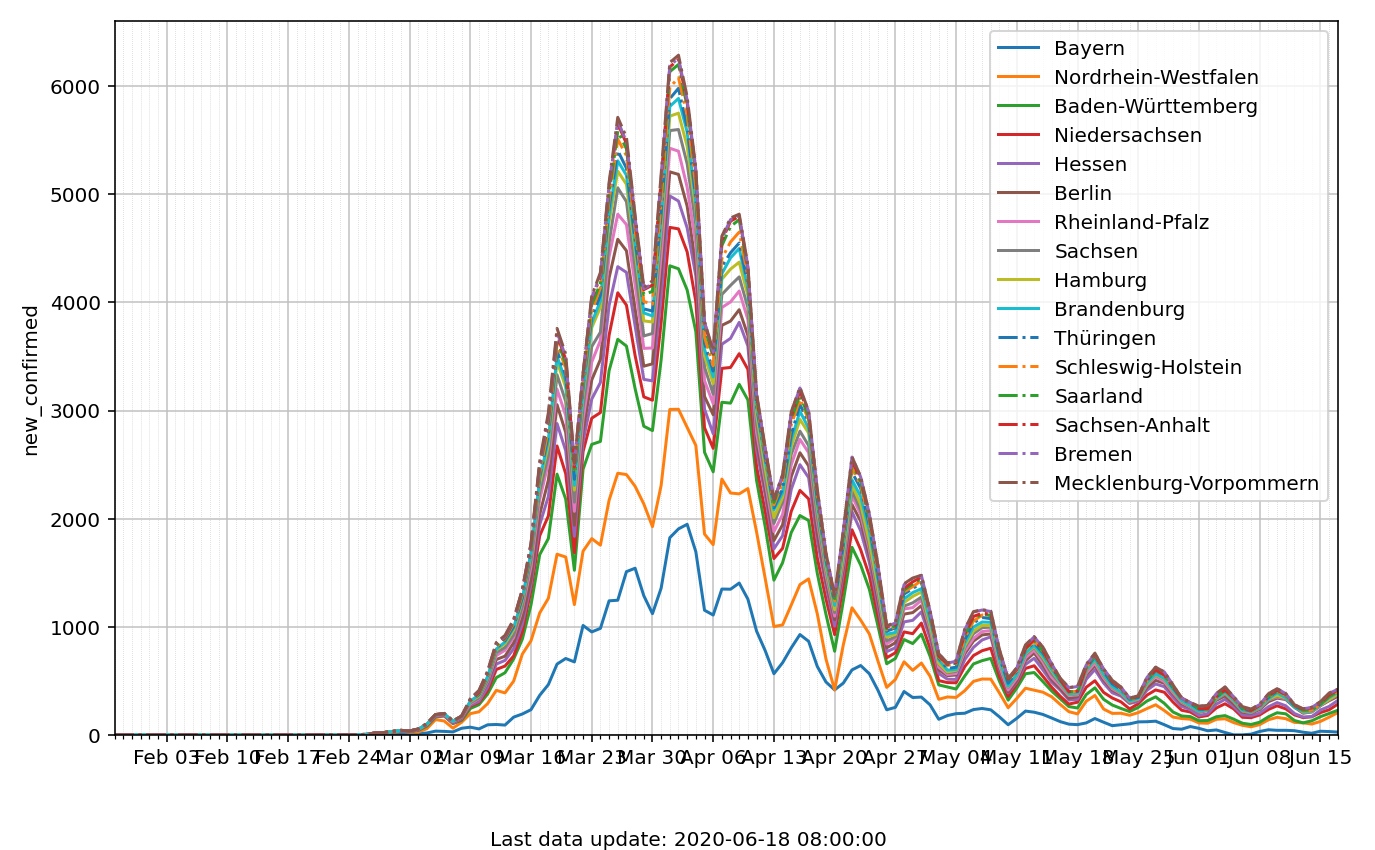 new_confirmed
6000
5000
4000
3000
2000
1000
0
Bayern
Nordrhein-Westfalen
Baden-Württemberg
Niedersachsen
Hessen
Berlin
Rheinland-Pfalz
Sachsen
Hamburg
Brandenburg
Thüringen
Schleswig-Holstein
Saarland
Sachsen-Anhalt
Bremen
Mecklenburg-Vorpommern
Feb 03 Feb 10 Feb 17 Feb 24 Mar 02 Mar 09 Mar 16 Mar 23 Mar 30 Apr 06 Apr 13 Apr 20 Apr 27 May 04 May 11 May 18 May 25 Jun 01 Jun 08 Jun 15
Last data update: 2020-06-18 08:00:00